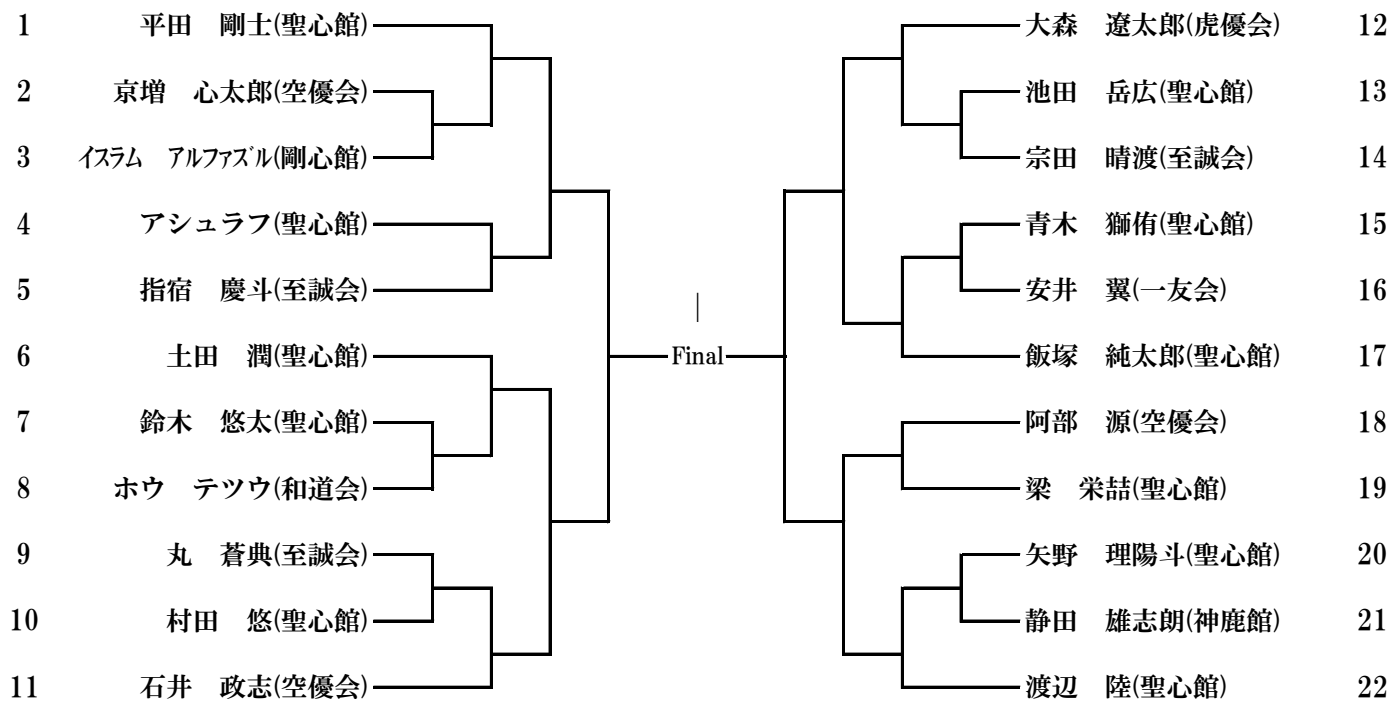 1 平田 剛士(聖心館)
2 京増 心太郎(空優会)
3 イスラム アルファズル(剛心館)
4 アシュラフ(聖心館)
5 指宿 慶斗(至誠会)
6 土田 潤(聖心館)
7 鈴木 悠太(聖心館)
8 ホウ テツウ(和道会)
9 丸 蒼典(至誠会)
10 村田 悠(聖心館)
11 石井 政志(空優会)
Final
大森 遼太郎(虎優会) 12
池田 岳広(聖心館) 13
宗田 晴渡(至誠会) 14
青木 獅侑(聖心館) 15
安井 翼(一友会) 16
飯塚 純太郎(聖心館) 17
阿部 源(空優会) 18
梁 栄喆(聖心館) 19
矢野 理陽斗(聖心館) 20
静田 雄志朗(神鹿館) 21
渡辺 陸(聖心館) 22